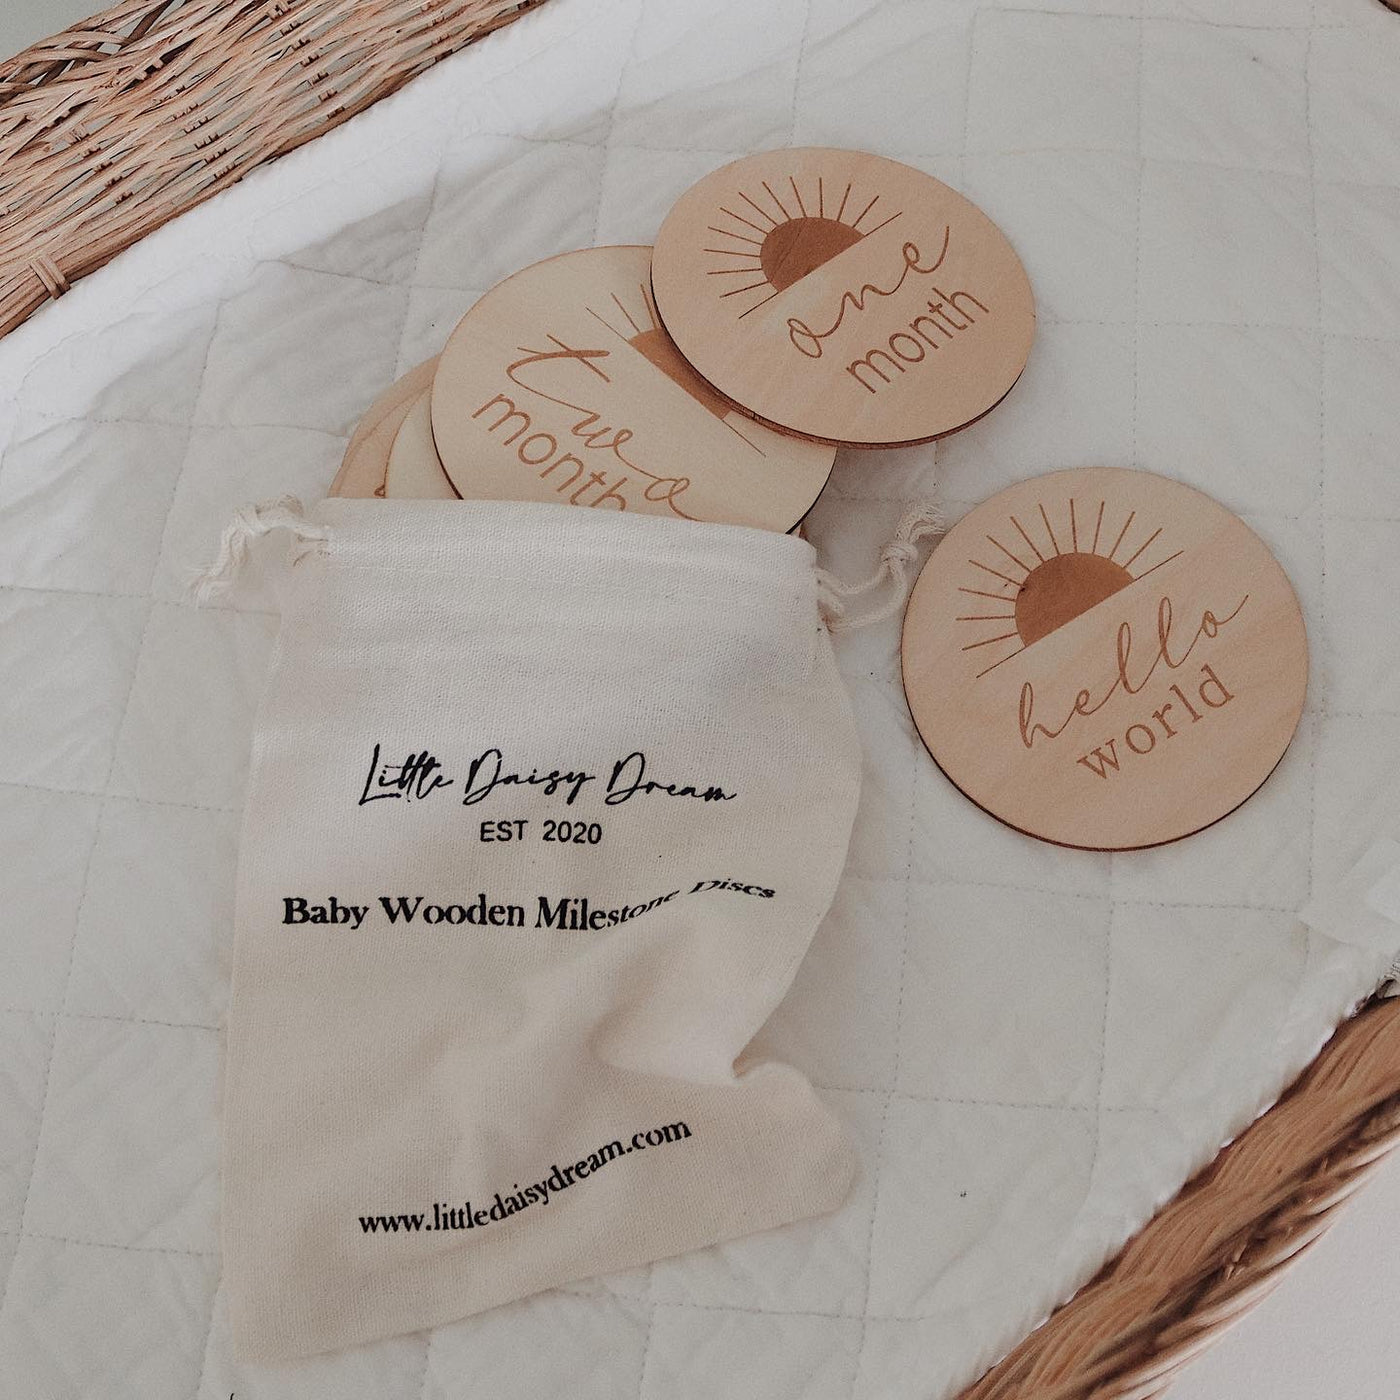 one
month
two
month
hello
world
Little Daisy Dream
EST 2020
Baby Wooden Milestone Discs
www.littledaisydream.com